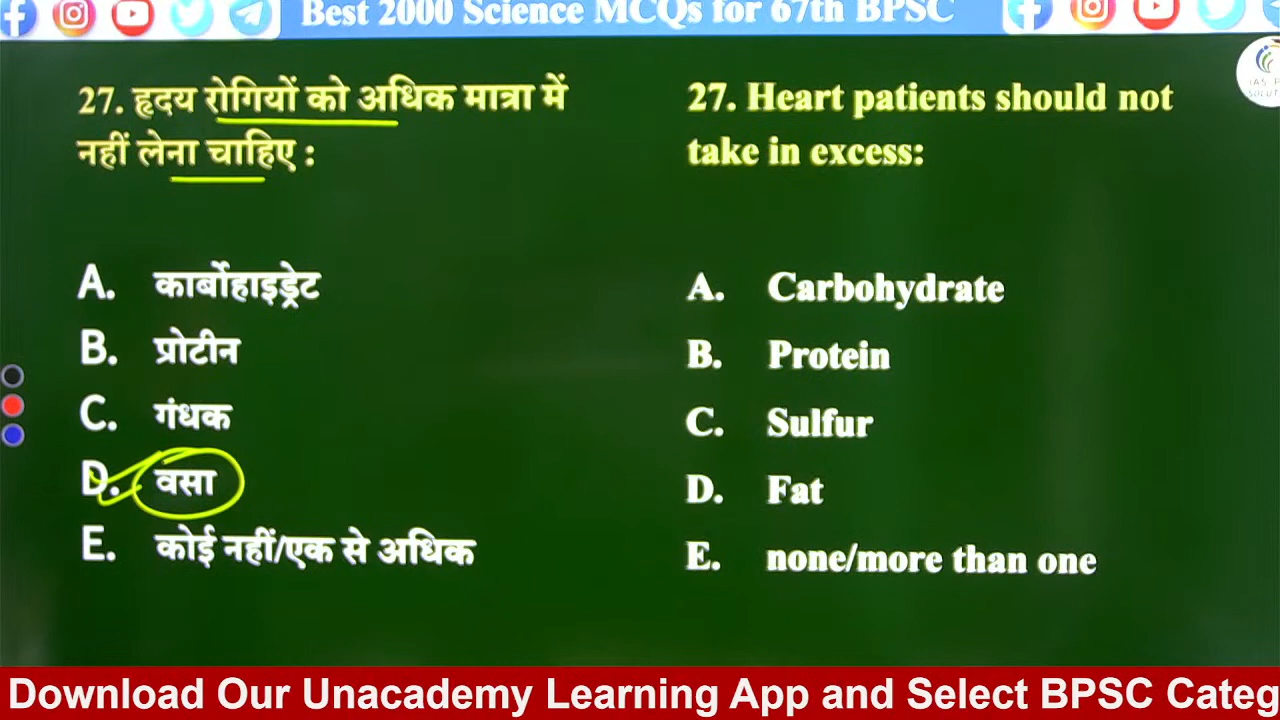 Best 2000 Science MCQs for 67th BPSC
27. हृदय रोगियों को अधिक मात्रा में
नहीं लेना चाहिए :
A. कार्बोहाइड्रेट
B. प्रोटीन
C. गंधक
D. वसा
E. कोई नहीं/एक से अधिक
27. Heart patients should not
take in excess:
A. Carbohydrate
B. Protein
C. Sulfur
D. Fat
E. none/more than one
Download Our Unacademy Learning App and Select BPSC Categ